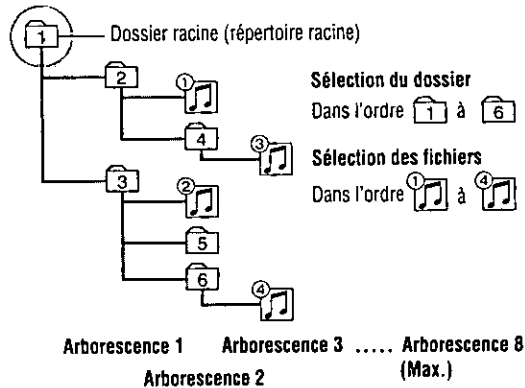 1 Dossier racine (répertoire racine)
2 ①
4 ③
3 ②
5
6 ④
Sélection du dossier
Dans l'ordre 1 à 6
Sélection des fichiers
Dans l'ordre ① à ④
Arborescence 1 Arborescence 3 ..... Arborescence 8
Arborescence 2 (Max.)